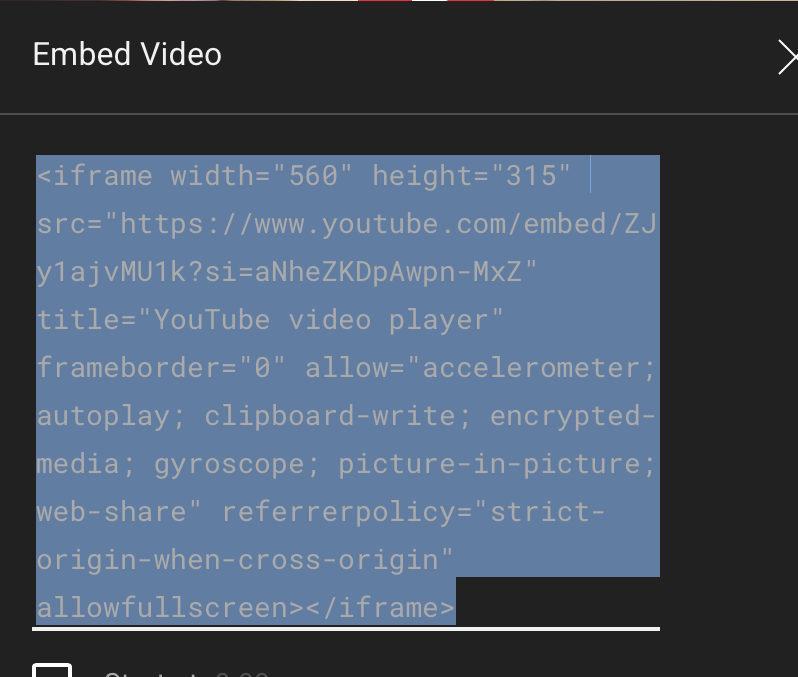 Embed Video
<iframe width="560" height="315"
src="https://www.youtube.com/embed/ZJ
y1ajvMU1k?si=aNheZKDpAwpn-MxZ"
title="YouTube video player"
frameborder="0" allow="accelerometer;
autoplay; clipboard-write; encrypted-
media; gyroscope; picture-in-picture;
web-share" referrerpolicy="strict-
origin-when-cross-origin"
allowfullscreen></iframe>